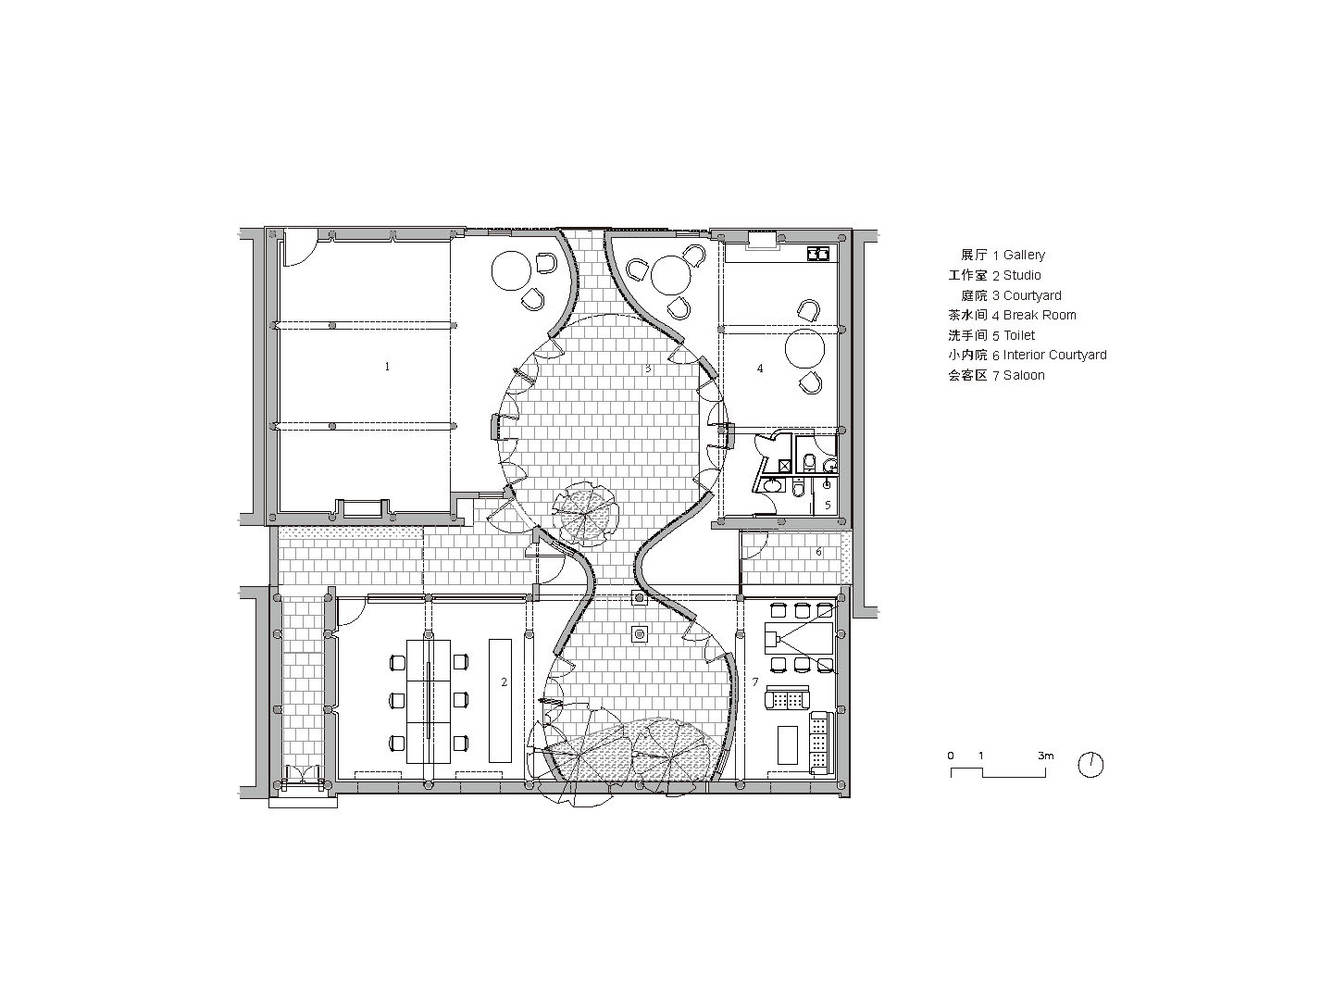 展厅 1 Gallery
工作室 2 Studio
庭院 3 Courtyard
茶水间 4 Break Room
洗手间 5 Toilet
小内院 6 Interior Courtyard
会客区 7 Saloon
1
3
4
5
6
2
7
0 1 3m